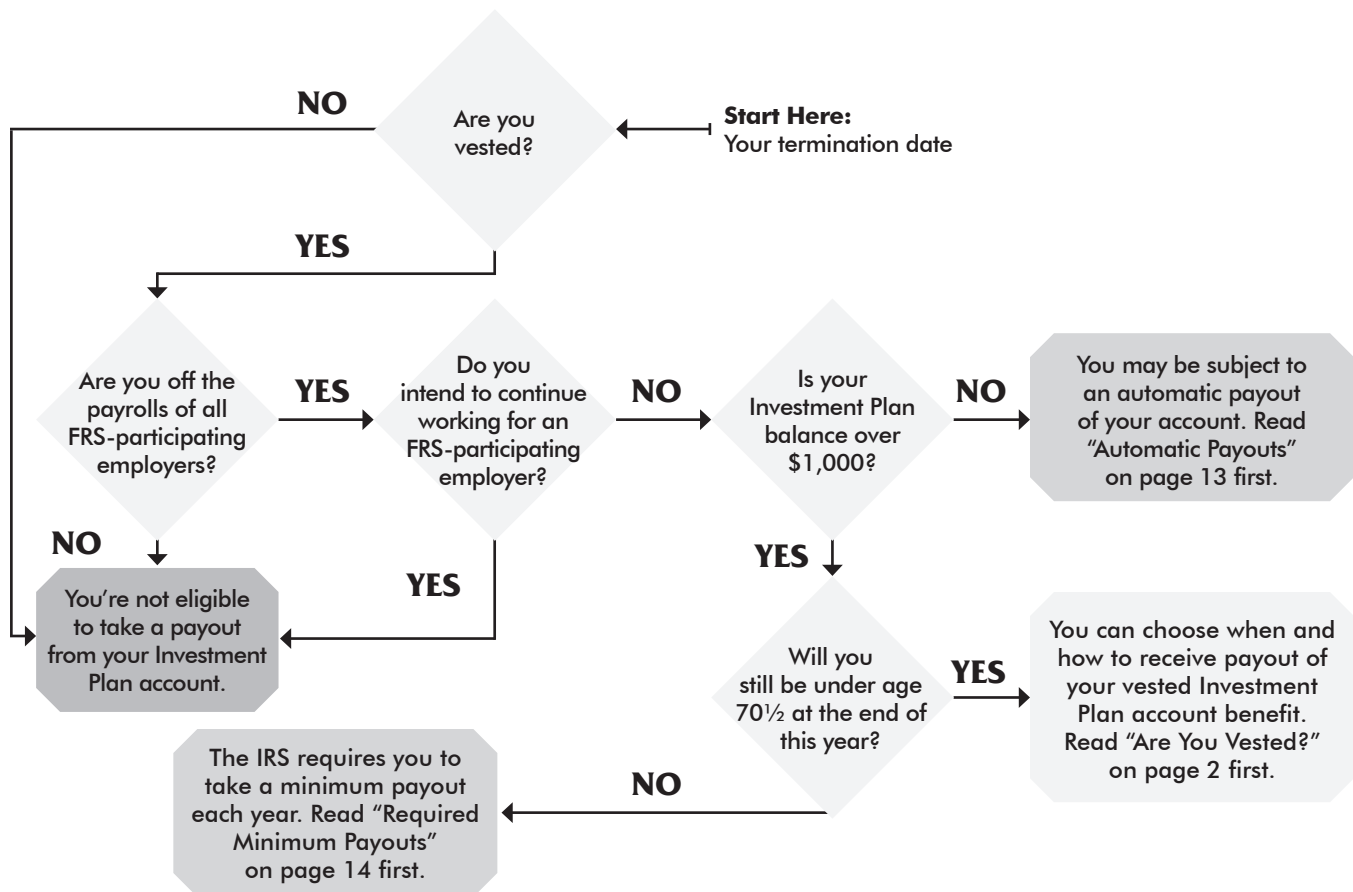 NO
Are you
vested?
Start Here:
Your termination date
YES
Are you off the
payrolls of all
FRS-participating
employers?
YES
Do you
intend to continue
working for an
FRS-participating
employer?
NO
Is your
Investment Plan
balance over
$1,000?
NO
You may be subject to
an automatic payout
of your account. Read
“Automatic Payouts”
on page 13 first.
NO
YES
YES
You’re not eligible
to take a payout
from your Investment
Plan account.
Will you
still be under age
70½ at the end of
this year?
YES
You can choose when and
how to receive payout of
your vested Investment
Plan account benefit.
Read “Are You Vested?”
on page 2 first.
NO
The IRS requires you to
take a minimum payout
each year. Read “Required
Minimum Payouts”
on page 14 first.